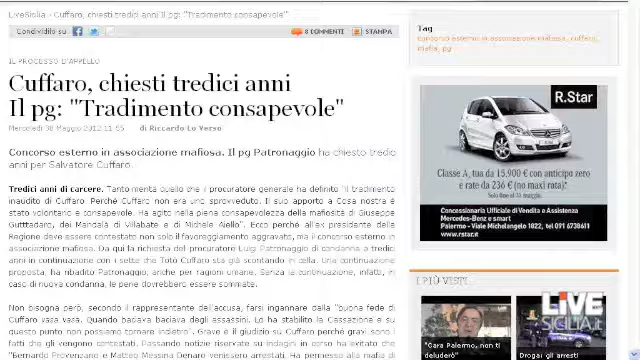 LiveSicilia - Cuffaro, chiesti tredici anni Il pg: "Tradimento consapevole"
Condividilo su
8 COMMENTI
STAMPA
IL PROCESSO D'APPELLO
Cuffaro, chiesti tredici anni
Il pg: "Tradimento consapevole"
Mercoledì 30 Maggio 2012 11:55 di Riccardo Lo Verso
Concorso esterno in associazione mafiosa. Il pg Patronaggio ha chiesto tredici
anni per Salvatore Cuffaro.
Tredici anni di carcere. Tanto merita quello che il procuratore generale ha definito "il tradimento
inaudito di Cuffaro. Perché Cuffaro non era uno sprovveduto. Il suo apporto a Cosa nostra è
stato volontario e consapevole. Ha agito nella piena consapevolezza della mafiosità di Giuseppe
Guttadauro, dei Mandalà di Villabate e di Michele Aiello". Ecco perché all'ex presidente della
Regione deve essere contestato non solo il favoreggiamento aggravato, ma il concorso esterno in
associazione mafiosa. Da qui la richiesta del procuratore Luigi Patronaggio di condanna a tredici
anni in continuazione con i sette che Totò Cuffaro sta già scontando in cella. Una continuazione
proposta, ha ribadito Patronaggio, anche per ragioni umane. Senza la continuazione, infatti, in
caso di nuova condanna, le pene dovrebbero essere sommate.
Non bisogna però, secondo il rappresentante dell'accusa, farsi ingannare dalla "buona fede di
Cuffaro vasa vasa. Quando baciava baciava degli assassini. Lo ha stabilito la Cassazione e su
questo punto non possiamo tornare indietro". Grave è il giudizio su Cuffaro perché gravi sono i
fatti che gli vengono contestati. Passando notizie riservate su indagini in corso ha evitato che
"Bernardo Provenzano e Matteo Messina Denaro venissero arrestati. Ha permesso alla mafia di
Tag
concorso esterno in associazione mafiosa, cuffaro,
mafia, pg
R.Star
Classe A, tua da 15.900 € con anticipo zero
e rate da 236 € (no maxi rata)!
Concessionaria Ufficiale di Vendita e Assistenza
Mercedes-Benz e smart
Palermo - Viale Michelangelo 1822, tel 091 6738611
www.rstar.it
I PIÙ VISTI
"Cara Palermo, non ti
deluderò"
Droga gli arresti
LIVE
SICILIA.it